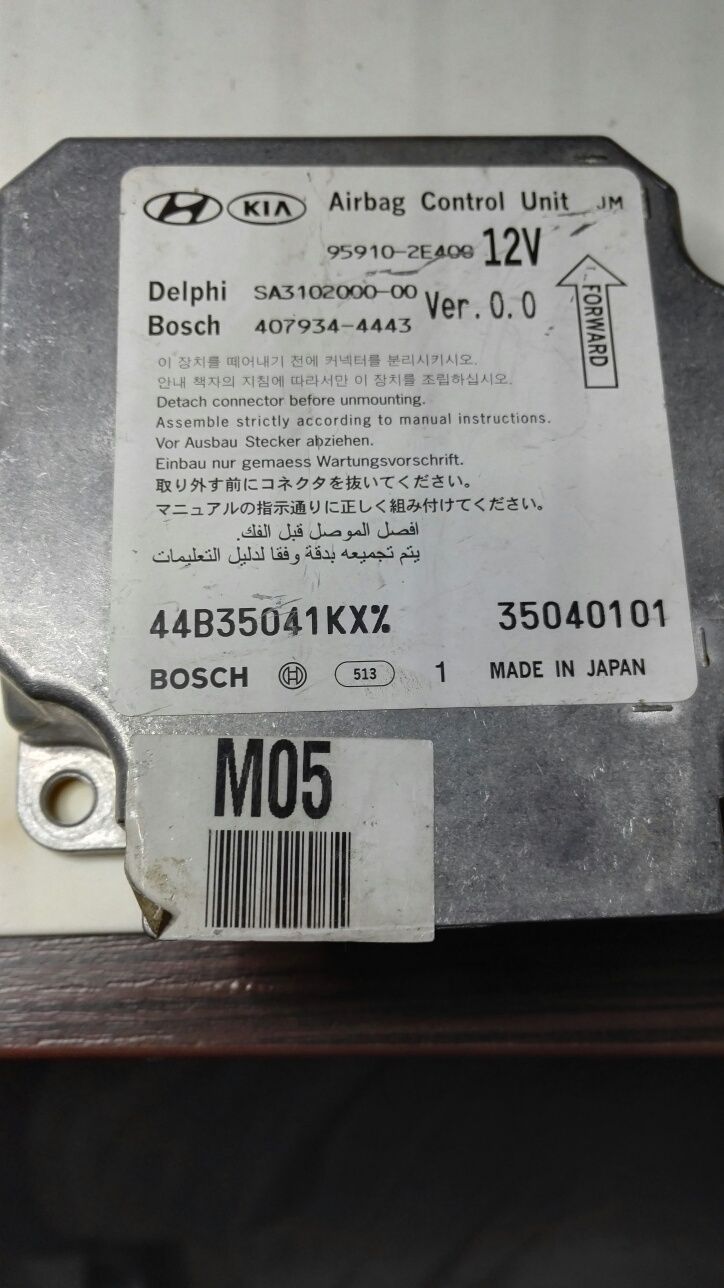 KIA Airbag Control Unit JM
95910-2E400 12V
Delphi SA3102000-00 Ver.0.0
Bosch 407934-4443
FORWARD
이 장치를 떼어내기 전에 커넥터를 분리시키시오.
안내 책자의 지침에 따라서만 이 장치를 조립하십시오.
Detach connector before unmounting.
Assemble strictly according to manual instructions.
Vor Ausbau Stecker abziehen.
Einbau nur gemaess Wartungsvorschrift.
取り外す前にコネクタを抜いてください。
マニュアルの指示通りに正しく組み付けてください。
افصل الموصل قبل الفك.
يتم تجميعه بدقة وفقا لدليل التعليمات
44B35041KX% 35040101
BOSCH 513 1 MADE IN JAPAN
M05